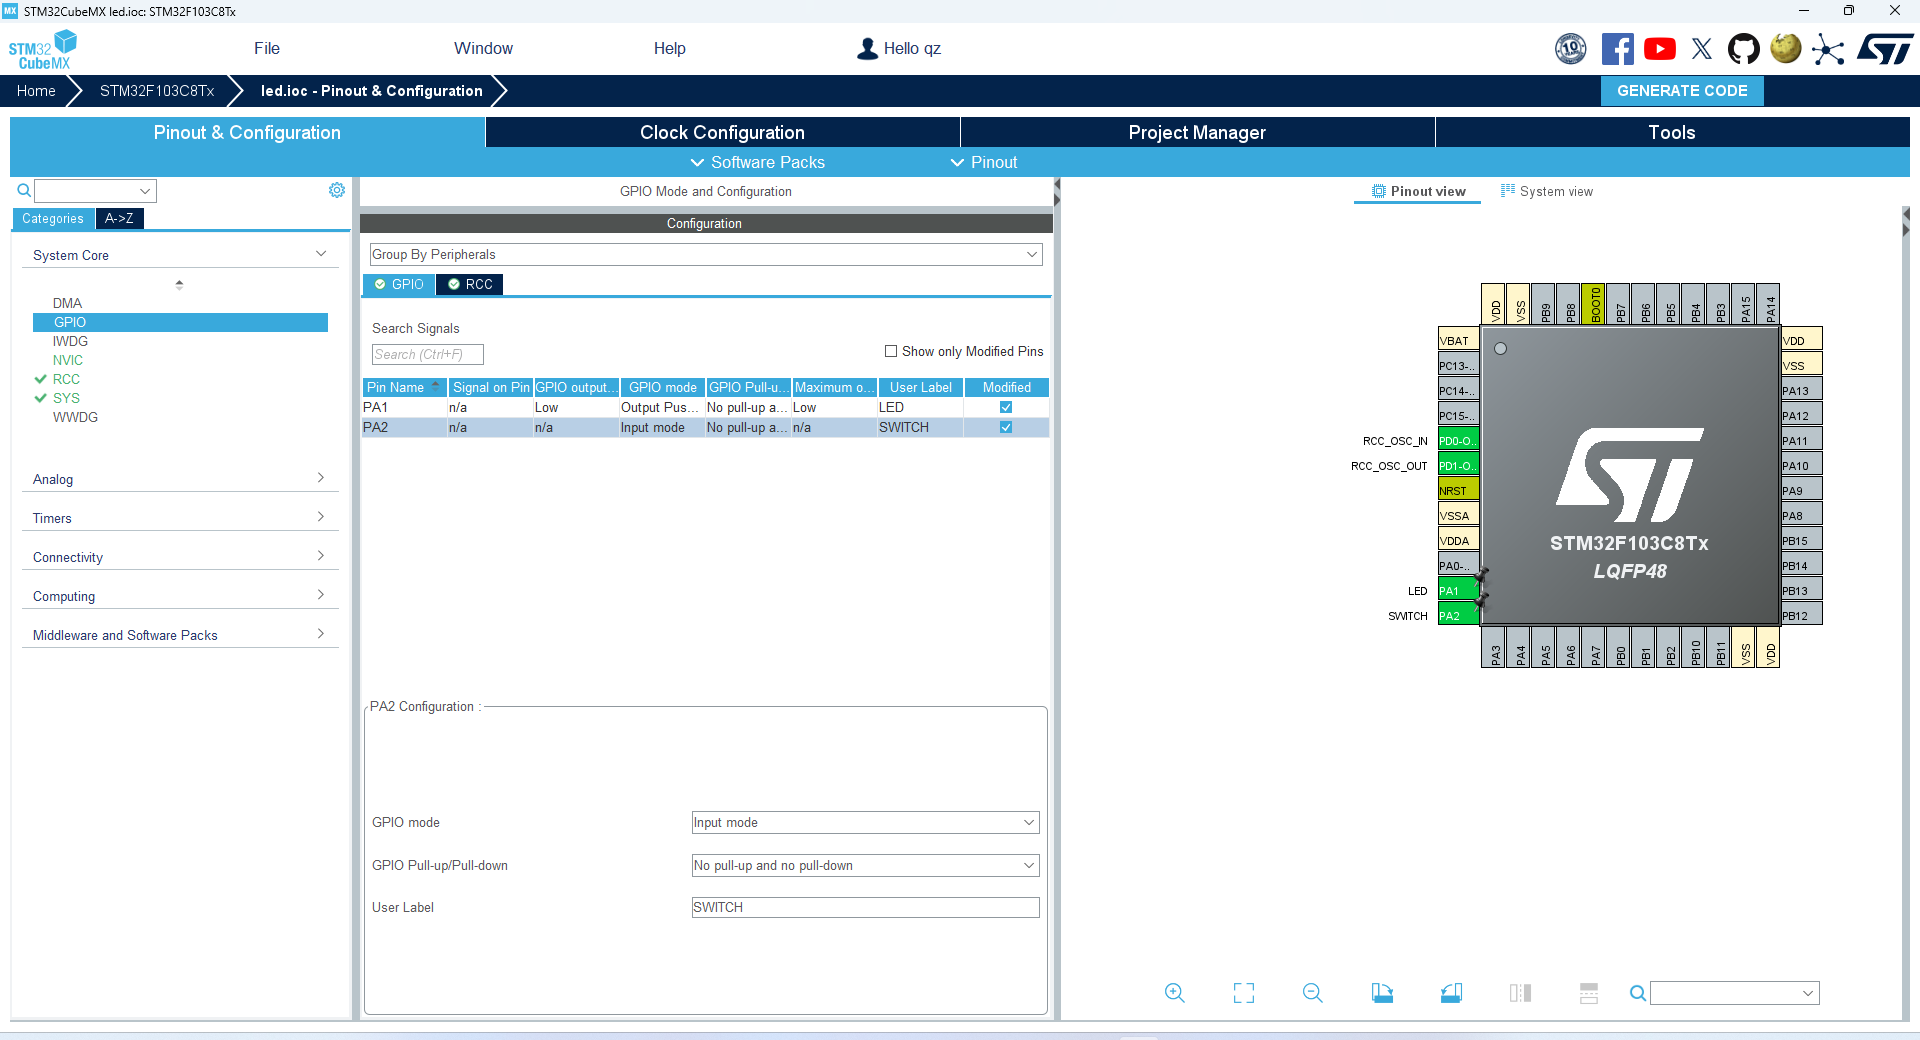 MX STM32CubeMX led.ioc: STM32F103C8Tx
STM32 CubeMX
File
Window
Help
Hello qz
10
Home
STM32F103C8Tx
led.ioc - Pinout & Configuration
GENERATE CODE
Pinout & Configuration
Clock Configuration
Project Manager
Tools
Software Packs
Pinout
Categories
A->Z
System Core
DMA
GPIO
IWDG
NVIC
RCC
SYS
WWDG
Analog
Timers
Connectivity
Computing
Middleware and Software Packs
GPIO Mode and Configuration
Configuration
Group By Peripherals
GPIO
RCC
Search Signals
Search (Ctrl+F)
Show only Modified Pins
Pin Name Signal on Pin GPIO output... GPIO mode GPIO Pull-u... Maximum o... User Label Modified
PA1 n/a Low Output Pus... No pull-up a... Low LED
PA2 n/a n/a Input mode No pull-up a... n/a SWITCH
PA2 Configuration :
GPIO mode
Input mode
GPIO Pull-up/Pull-down
No pull-up and no pull-down
User Label
SWITCH
Pinout view
System view
VDD
VSS
PB9
PB8
BOOT0
PB7
PB6
PB5
PB4
PB3
PA15
PA14
VBAT
PC13-..
PC14-..
PC15-..
RCC_OSC_IN PD0-O..
RCC_OSC_OUT PD1-O..
NRST
VSSA
VDDA
PA0-..
LED PA1
SWITCH PA2
STM32F103C8Tx
LQFP48
VDD
VSS
PA13
PA12
PA11
PA10
PA9
PA8
PB15
PB14
PB13
PB12
PA3
PA4
PA5
PA6
PA7
PB0
PB1
PB2
PB10
PB11
VSS
VDD